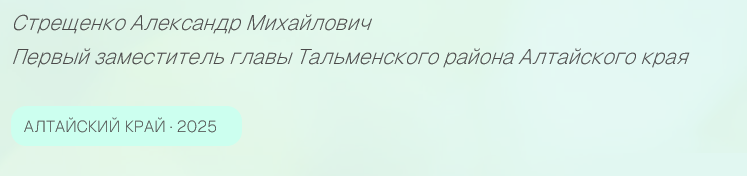 Стрещенко Александр Михайлович
Первый заместитель главы Тальменского района Алтайского края
АЛТАЙСКИЙ КРАЙ · 2025